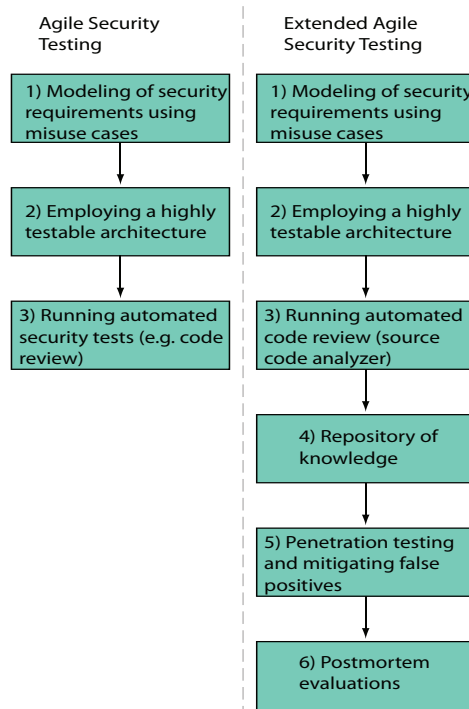 Agile Security
Testing
1) Modeling of security
requirements using
misuse cases
2) Employing a highly
testable architecture
3) Running automated
security tests (e.g. code
review)
Extended Agile
Security Testing
1) Modeling of security
requirements using
misuse cases
2) Employing a highly
testable architecture
3) Running automated
code review (source
code analyzer)
4) Repository of
knowledge
5) Penetration testing
and mitigating false
positives
6) Postmortem
evaluations